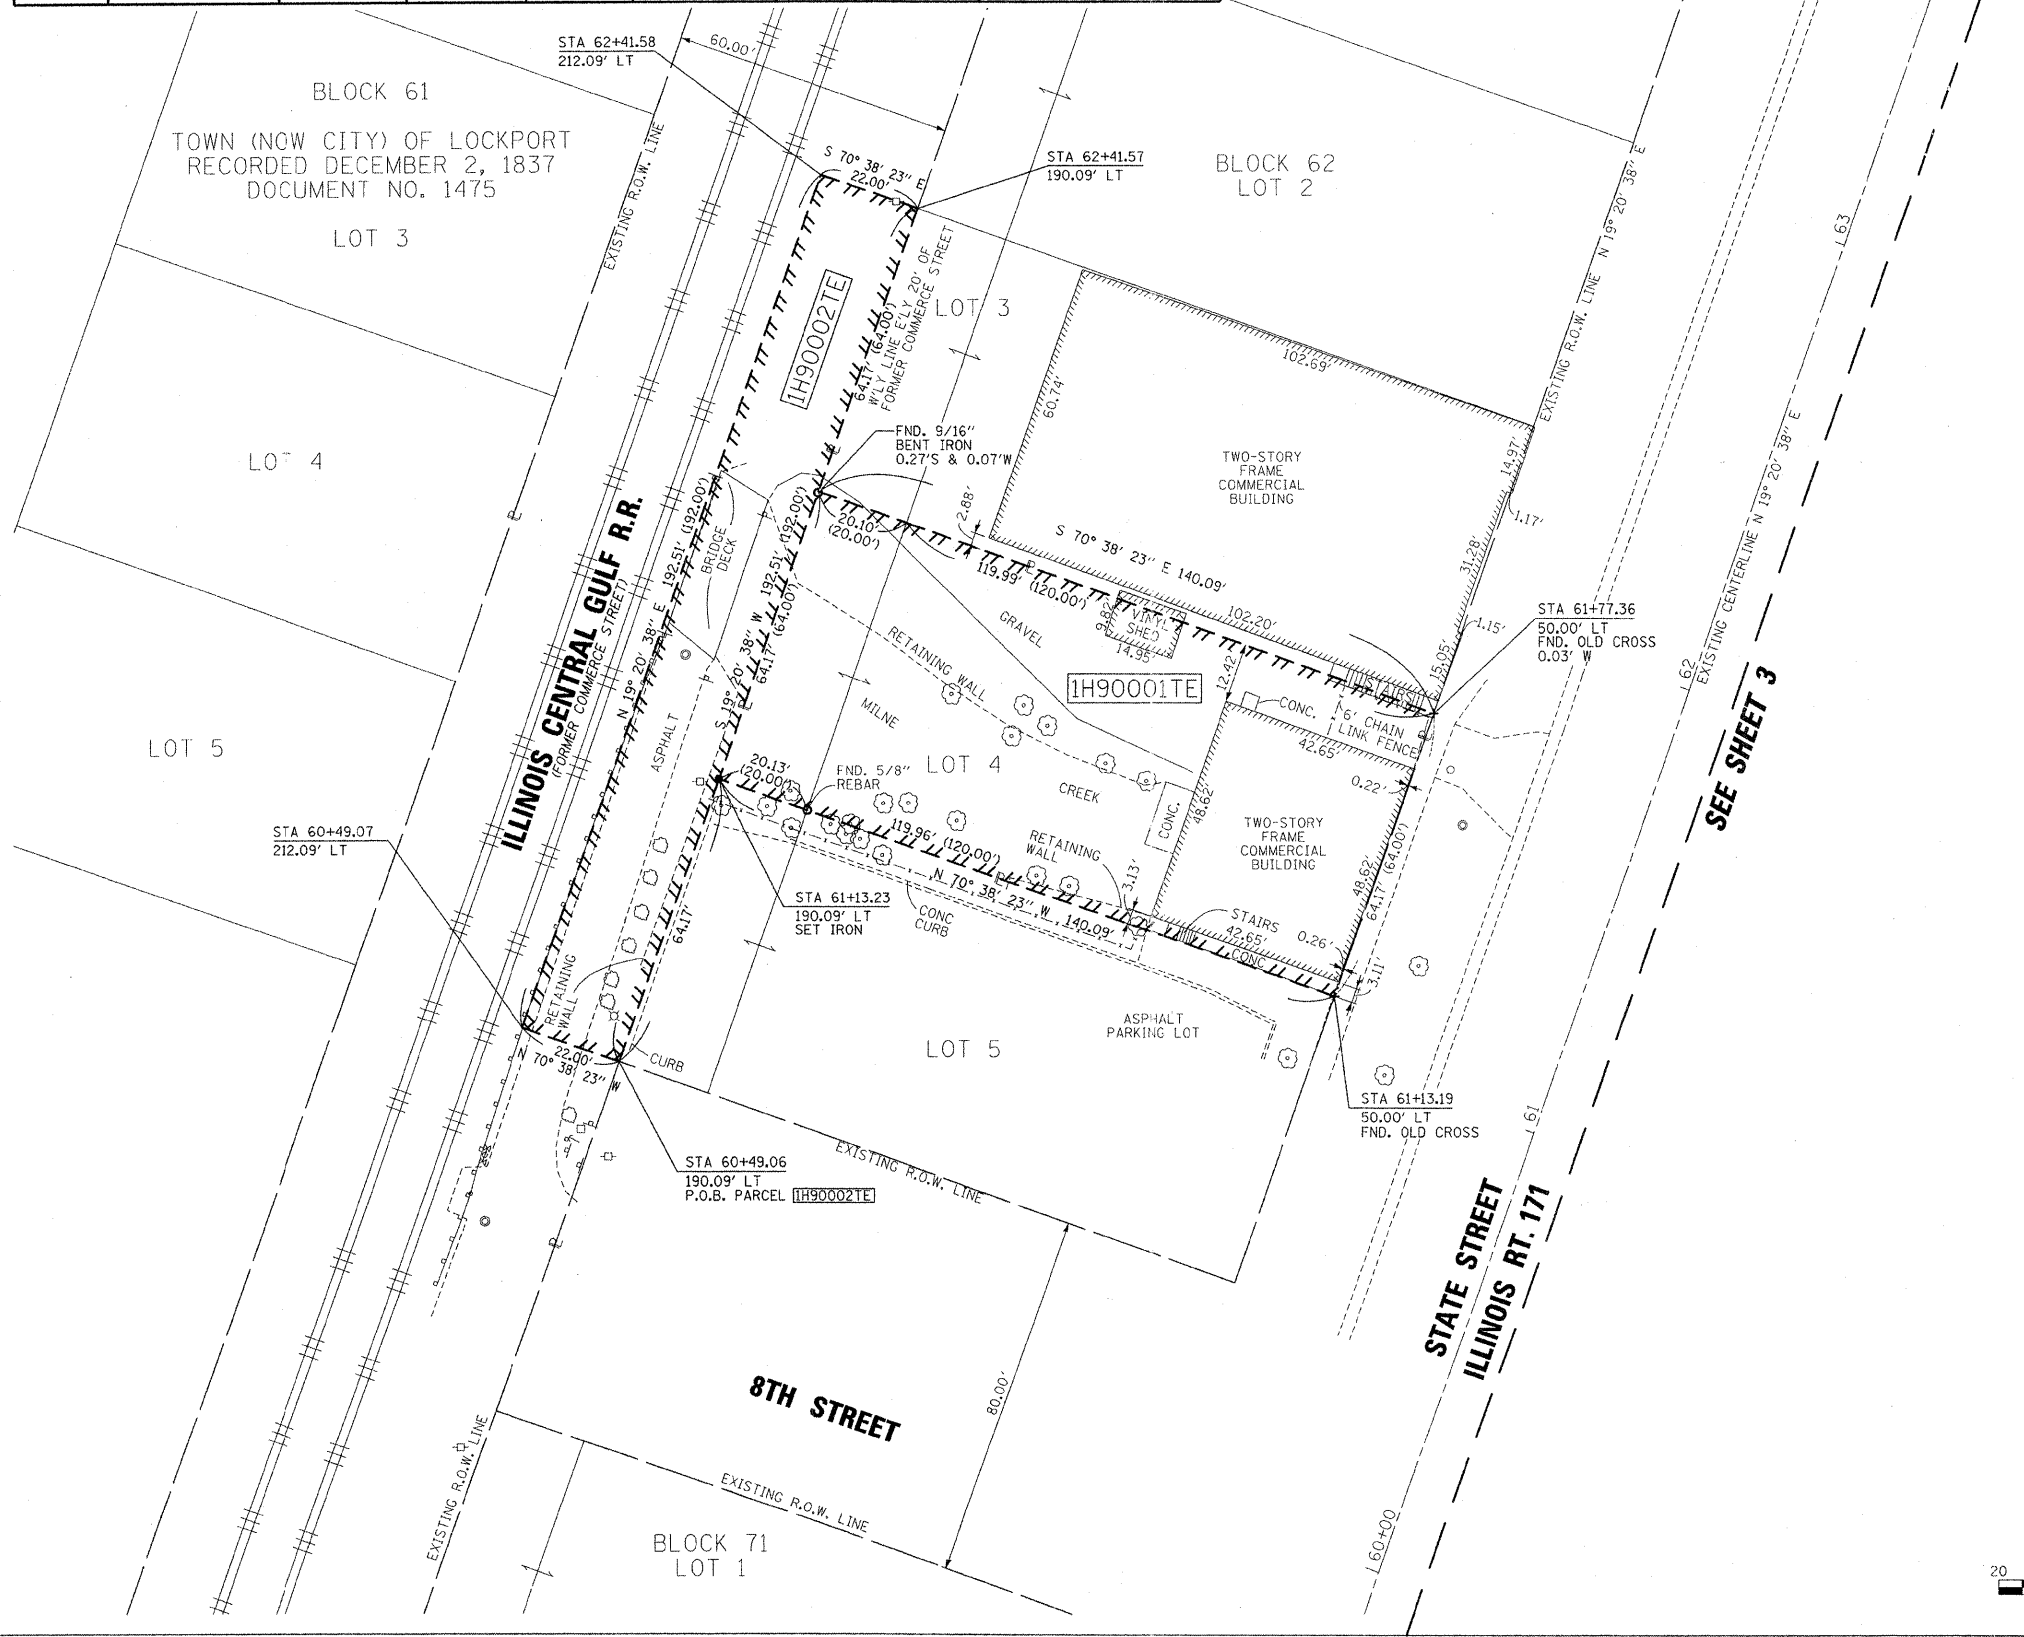 STA 62+41.58
212.09' LT
60.00'
BLOCK 61
TOWN (NOW CITY) OF LOCKPORT
RECORDED DECEMBER 2, 1837
DOCUMENT NO. 1475
LOT 3
EXISTING R.O.W. LINE
S 70° 38' 23" E
22.00'
STA 62+41.57
190.09' LT
BLOCK 62
LOT 2
EXISTING R.O.W. LINE N 19° 20' 38" E
63
1H90002TE
64.17' (64.00')
W'LY LINE E'LY 20' OF
FORMER COMMERCE STREET
LOT 3
102.69'
60.74'
FND. 9/16"
BENT IRON
0.27'S & 0.07'W
TWO-STORY
FRAME
COMMERCIAL
BUILDING
14.97'
1.17'
31.28'
LOT 4
BRIDGE
DECK
20.10'
(20.00')
2.88'
S 70° 38' 23" E 140.09'
119.99' (120.00')
102.20'
9.82'
VINYL
SHED
14.95'
STA 61+77.36
50.00' LT
FND. OLD CROSS
0.03' W
1.15'
15.05'
62
EXISTING CENTERLINE N 19° 20' 38" E
SEE SHEET 3
ILLINOIS CENTRAL GULF R.R.
(FORMER COMMERCE STREET)
N 19° 20' 38" E 192.51' (192.00')
S 19° 20' 38" W 192.51' (192.00')
64.17' (64.00')
GRAVEL
RETAINING WALL
1H90001TE
12.42'
STAIRS
CONC.
6' CHAIN
LINK FENCE
42.65'
MILNE
LOT 5
ASPHALT
LOT 4
CREEK
20.13'
(20.00')
FND. 5/8"
REBAR
0.22'
CONC.
48.62'
TWO-STORY
FRAME
COMMERCIAL
BUILDING
RETAINING
WALL
119.96' (120.00')
N 70° 38' 23" W 140.09'
3.13'
48.62'
64.17' (64.00')
STA 60+49.07
212.09' LT
STA 61+13.23
190.09' LT
SET IRON
64.17'
CONC
CURB
STAIRS
42.65'
0.26'
CONC
3.11'
RETAINING
WALL
ASPHALT
PARKING LOT
LOT 5
22.00'
N 70° 38' 23" W
CURB
STA 61+13.19
50.00' LT
FND. OLD CROSS
61
EXISTING R.O.W. LINE
STA 60+49.06
190.09' LT
P.O.B. PARCEL 1H90002TE
STATE STREET
ILLINOIS RT. 171
8TH STREET
80.00'
EXISTING R.O.W. LINE
EXISTING R.O.W. LINE
BLOCK 71
LOT 1
60+00
20